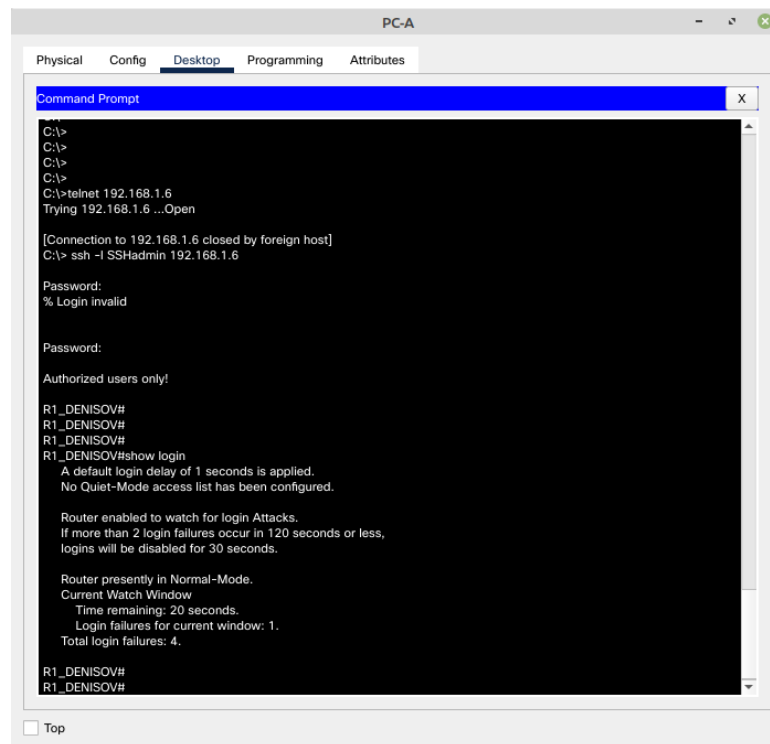 PC-A
Physical Config Desktop Programming Attributes
Command Prompt X
C:\>
C:\>
C:\>
C:\>
C:\>telnet 192.168.1.6
Trying 192.168.1.6 ...Open
[Connection to 192.168.1.6 closed by foreign host]
C:\> ssh -l SSHadmin 192.168.1.6
Password:
% Login invalid
Password:
Authorized users only!
R1_DENISOV#
R1_DENISOV#
R1_DENISOV#
R1_DENISOV#show login
A default login delay of 1 seconds is applied.
No Quiet-Mode access list has been configured.
Router enabled to watch for login Attacks.
If more than 2 login failures occur in 120 seconds or less,
logins will be disabled for 30 seconds.
Router presently in Normal-Mode.
Current Watch Window
Time remaining: 20 seconds.
Login failures for current window: 1.
Total login failures: 4.
R1_DENISOV#
R1_DENISOV#
Top